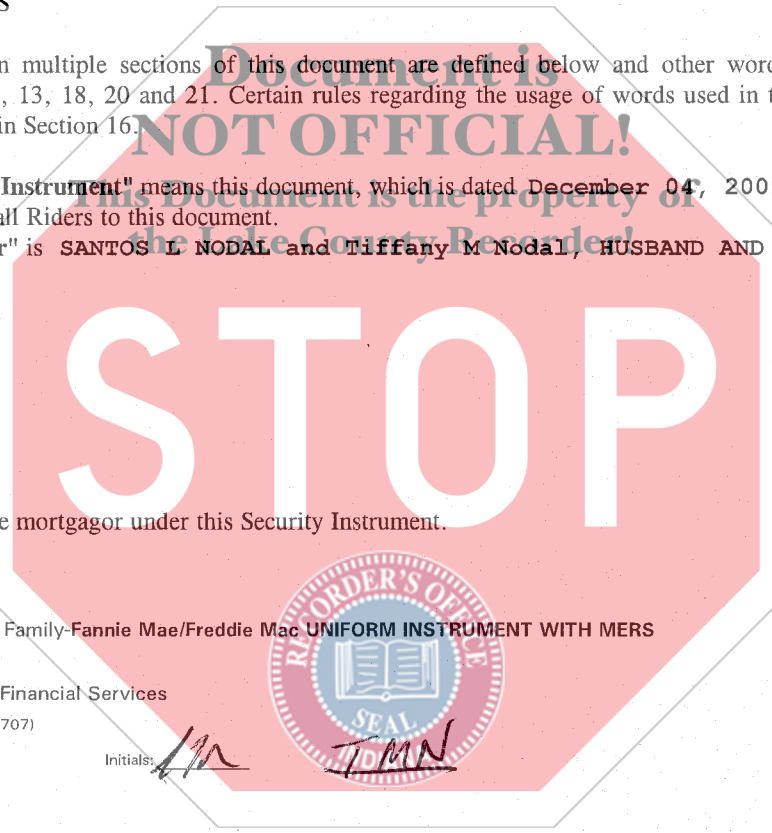 S
Document is
n multiple sections of this document are defined below and other word
, 13, 18, 20 and 21. Certain rules regarding the usage of words used in t
in Section 16.
NOT OFFICIAL!
Instrument" means this document, which is dated December 04, 200
This Document is the property of
all Riders to this document.
the Lake County Recorder!
r" is SANTOS L NODAL and Tiffany M Nodal, HUSBAND AND
STOP
e mortgagor under this Security Instrument.
RECORDER'S OFFICE
Family-Fannie Mae/Freddie Mac UNIFORM INSTRUMENT WITH MERS
Financial Services
707)
SEAL
INDIANA
Initials:
TMN